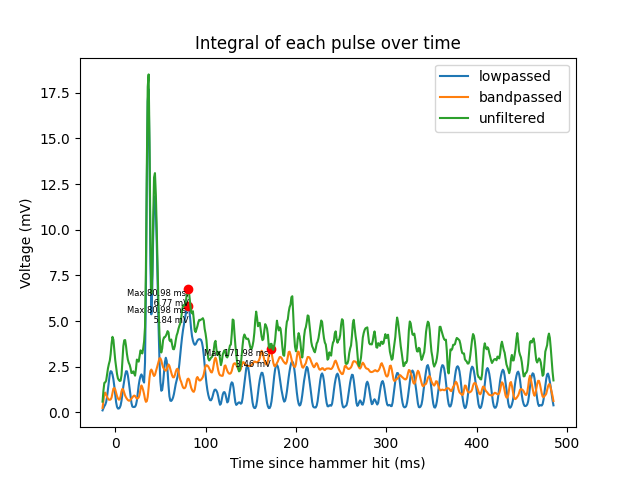 Integral of each pulse over time
lowpassed
bandpassed
unfiltered
Voltage (mV)
17.5
15.0
12.5
10.0
7.5
5.0
2.5
0.0
Max 80.98 ms
6.77 mV
Max 80.98 ms
5.84 mV
Max 171.98 ms
3.46 mV
0
100
200
300
400
500
Time since hammer hit (ms)